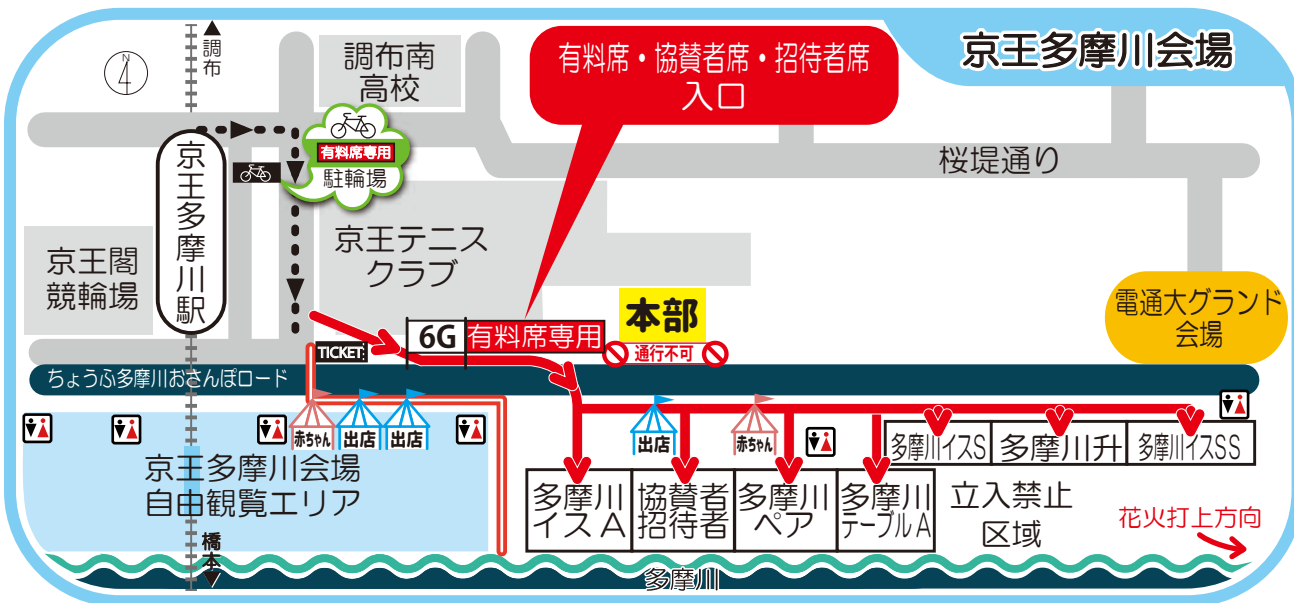 京王多摩川会場
▲調布
4
調布南
高校
有料席・協賛者席・招待者席
入口
有料席専用
駐輪場
桜堤通り
京王多摩川駅
京王テニス
クラブ
京王閣
競輪場
電通大グランド
会場
本部
6G
有料席専用
通行不可
TICKET
ちょうふ多摩川おさんぽロード
赤ちゃん
出店
出店
出店
赤ちゃん
多摩川イスS
多摩川升
多摩川イスSS
京王多摩川会場
自由観覧エリア
多摩川
イスA
協賛者
招待者
多摩川
ペア
多摩川
テーブルA
立入禁止
区域
花火打上方向
橋本▼
多摩川